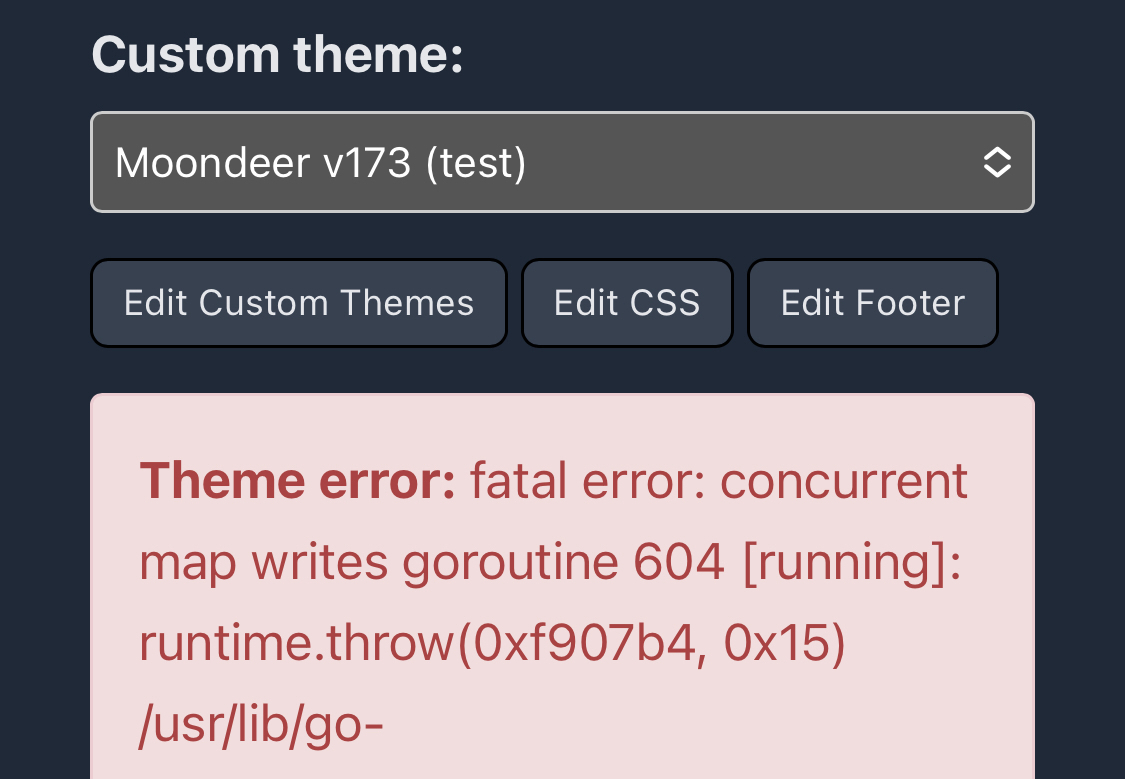 Custom theme:
Moondeer v173 (test)
Edit Custom Themes Edit CSS Edit Footer
Theme error: fatal error: concurrent
map writes goroutine 604 [running]:
runtime.throw(0xf907b4, 0x15)
/usr/lib/go-